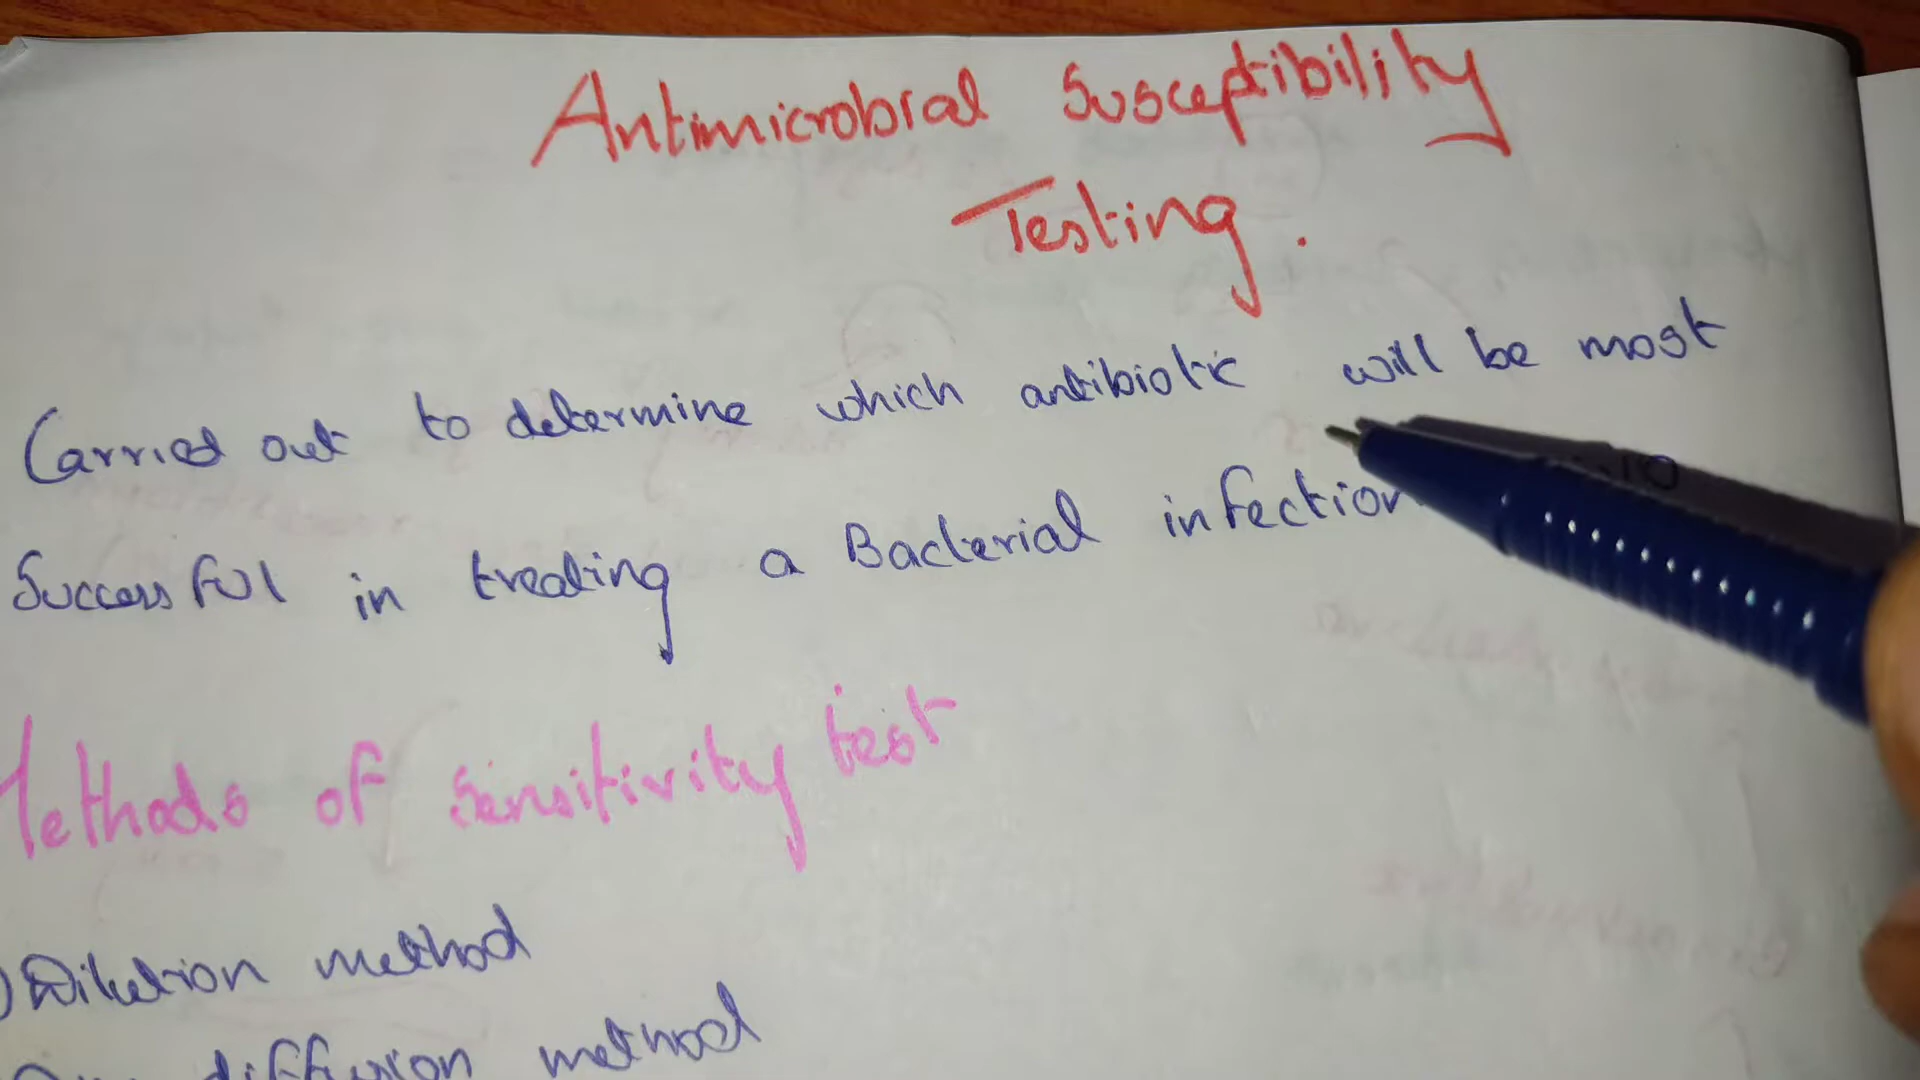 Antimicrobial Susceptibility
Testing.
Carried out to determine which antibiotic will be most
Successful in treating a Bacterial infection
Methods of sensitivity test
) Dilution method
diffusion method